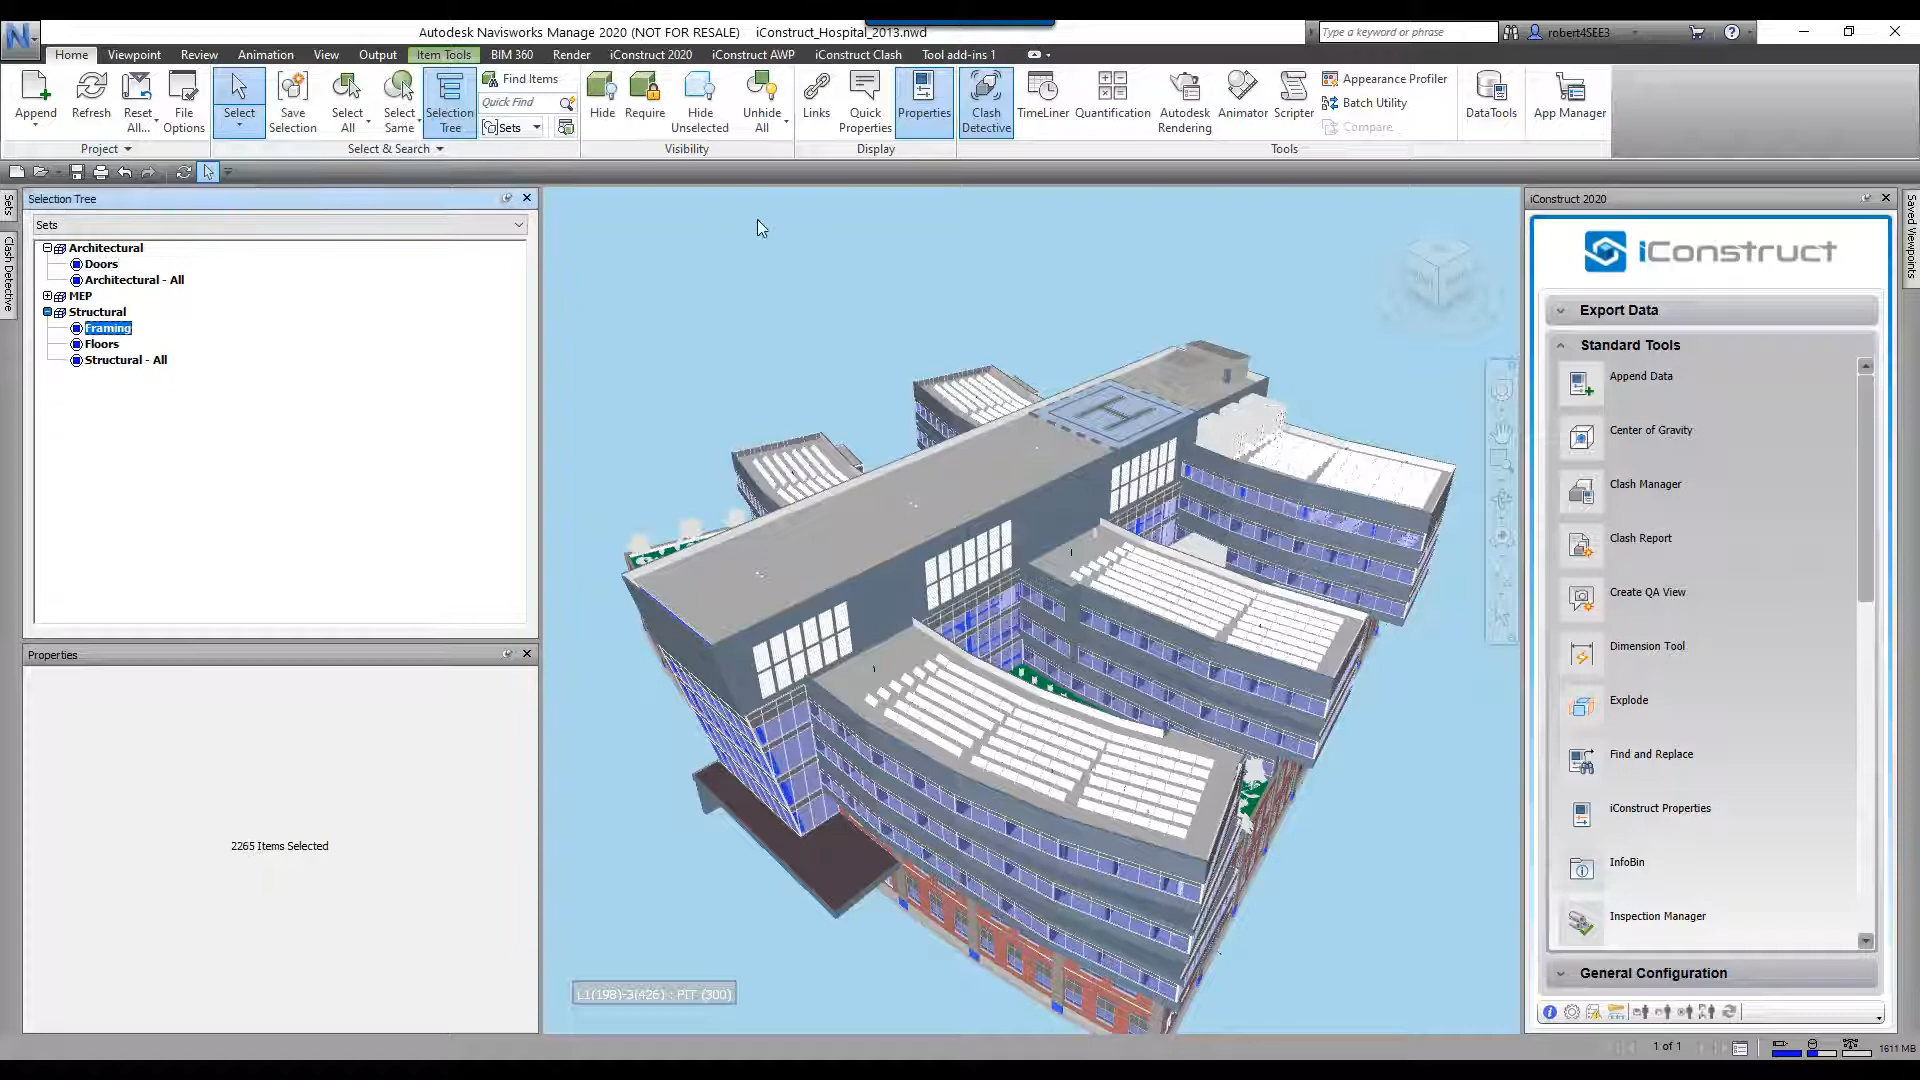 Autodesk Navisworks Manage 2020 (NOT FOR RESALE) iConstruct_Hospital_2013.nwd
Type a keyword or phrase
robert4SEE3
Home Viewpoint Review Animation View Output Item Tools BIM 360 Render iConstruct 2020 iConstruct AWP iConstruct Clash Tool add-ins 1
Append
Refresh
Reset All...
File Options
Project
Select
Save Selection
Select All
Select Same
Selection Tree
Find Items
Quick Find
Sets
Select & Search
Hide
Require
Hide Unselected
Unhide All
Visibility
Links
Quick Properties
Properties
Display
Clash Detective
TimeLiner
Quantification
Autodesk Rendering
Animator
Scripter
Appearance Profiler
Batch Utility
Compare
Tools
DataTools
App Manager
Sets
Clash Detective
Selection Tree
Sets
Architectural
Doors
Architectural - All
MEP
Structural
Framing
Floors
Structural - All
Properties
2265 Items Selected
H
L1(198)-3(426) : PIT (300)
iConstruct 2020
iConstruct
Export Data
Standard Tools
Append Data
Center of Gravity
Clash Manager
Clash Report
Create QA View
Dimension Tool
Explode
Find and Replace
iConstruct Properties
InfoBin
Inspection Manager
General Configuration
Saved Viewpoints
1 of 1
1611 MB